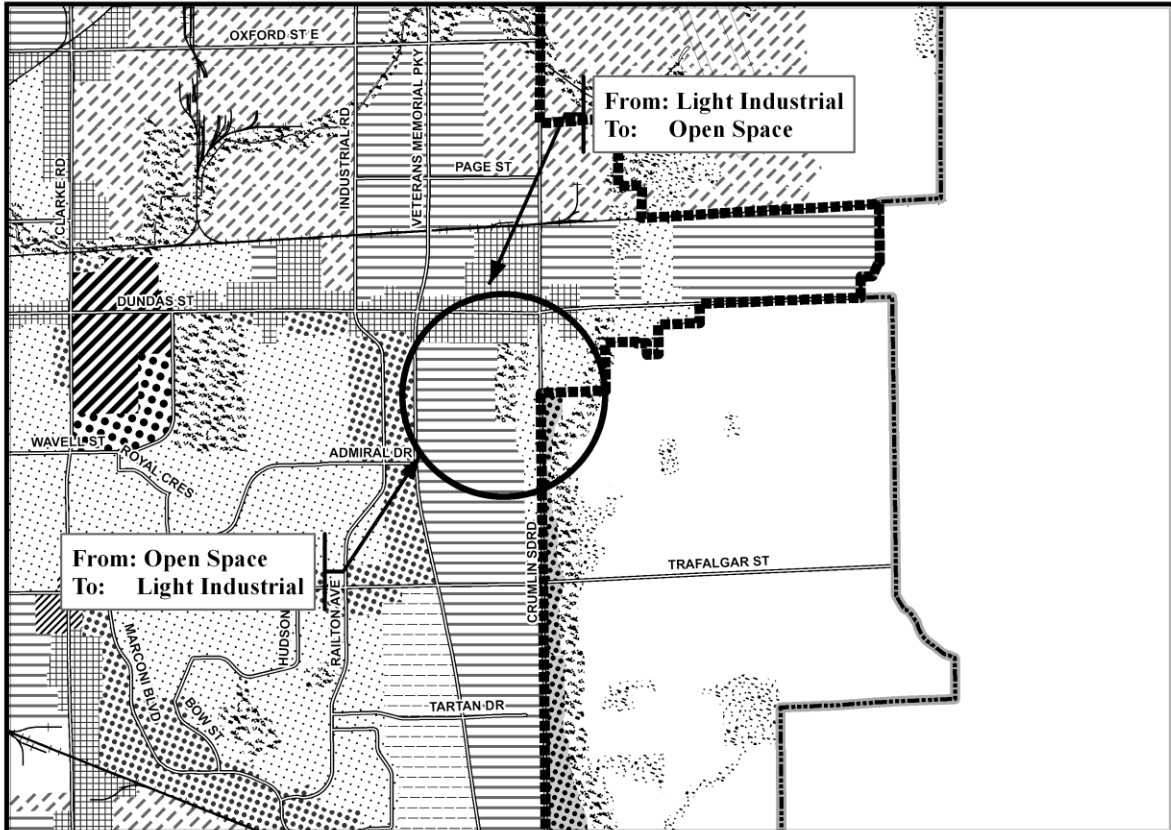 OXFORD ST E
CLARKE RD
INDUSTRIAL RD
VETERANS MEMORIAL PKY
From: Light Industrial
To: Open Space
PAGE ST
DUNDAS ST
WAVELL ST
ROYAL CRES
ADMIRAL DR
From: Open Space
To: Light Industrial
CRUMLIN SDRD
TRAFALGAR ST
MARCONI BLVD
BOW ST
HUDSON
RAILTON AVE
TARTAN DR